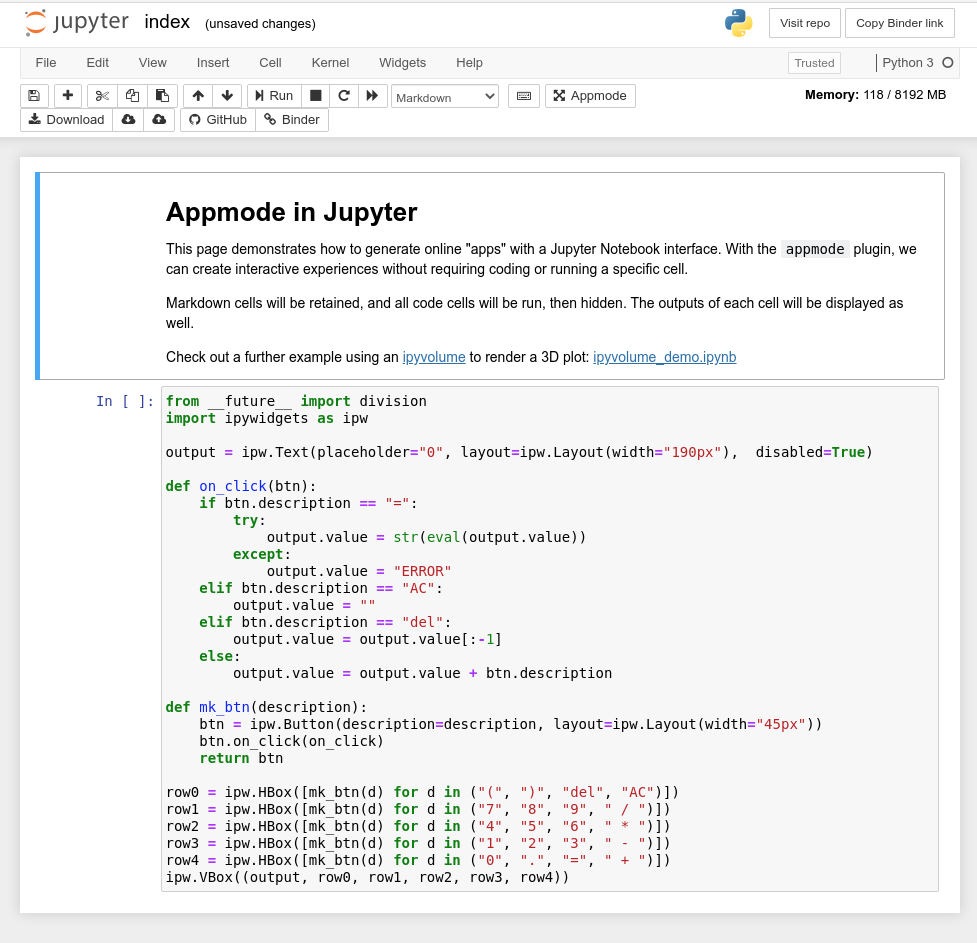 jupyter index (unsaved changes) Visit repo Copy Binder link
File Edit View Insert Cell Kernel Widgets Help Trusted Python 3
Run Markdown Appmode Memory: 118 / 8192 MB
Download GitHub Binder
Appmode in Jupyter
This page demonstrates how to generate online "apps" with a Jupyter Notebook interface. With the appmode plugin, we
can create interactive experiences without requiring coding or running a specific cell.
Markdown cells will be retained, and all code cells will be run, then hidden. The outputs of each cell will be displayed as
well.
Check out a further example using an ipyvolume to render a 3D plot: ipyvolume_demo.ipynb
In [ ]: from __future__ import division
import ipywidgets as ipw
output = ipw.Text(placeholder="0", layout=ipw.Layout(width="190px"),  disabled=True)
def on_click(btn):
    if btn.description == "=":
        try:
            output.value = str(eval(output.value))
        except:
            output.value = "ERROR"
    elif btn.description == "AC":
        output.value = ""
    elif btn.description == "del":
        output.value = output.value[:-1]
    else:
        output.value = output.value + btn.description
def mk_btn(description):
    btn = ipw.Button(description=description, layout=ipw.Layout(width="45px"))
    btn.on_click(on_click)
    return btn
row0 = ipw.HBox([mk_btn(d) for d in ("(", ")", "del", "AC")])
row1 = ipw.HBox([mk_btn(d) for d in ("7", "8", "9", " / ")])
row2 = ipw.HBox([mk_btn(d) for d in ("4", "5", "6", " * ")])
row3 = ipw.HBox([mk_btn(d) for d in ("1", "2", "3", " - ")])
row4 = ipw.HBox([mk_btn(d) for d in ("0", ".", "=", " + ")])
ipw.VBox((output, row0, row1, row2, row3, row4))